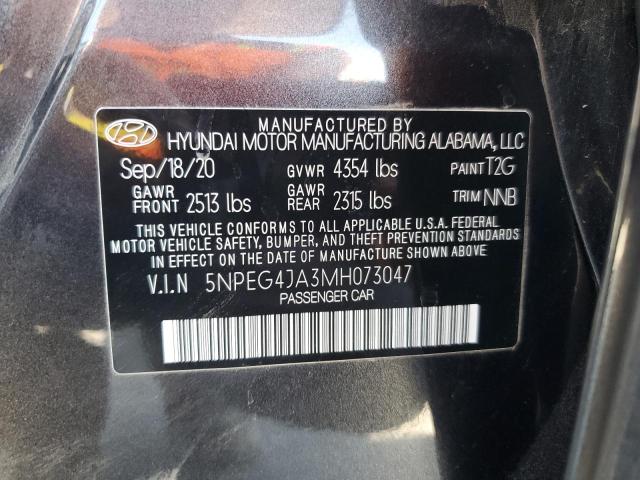 MANUFACTURED BY
HYUNDAI MOTOR MANUFACTURING ALABAMA, LLC
Sep/18/20 GVWR 4354 lbs PAINT T2G
GAWR FRONT 2513 lbs GAWR REAR 2315 lbs TRIM NNB
THIS VEHICLE CONFORMS TO ALL APPLICABLE U.S.A. FEDERAL
MOTOR VEHICLE SAFETY, BUMPER, AND THEFT PREVENTION STANDARDS
IN EFFECT ON THE DATE OF MANUFACTURE SHOWN ABOVE
V.I.N 5NPEG4JA3MH073047
PASSENGER CAR